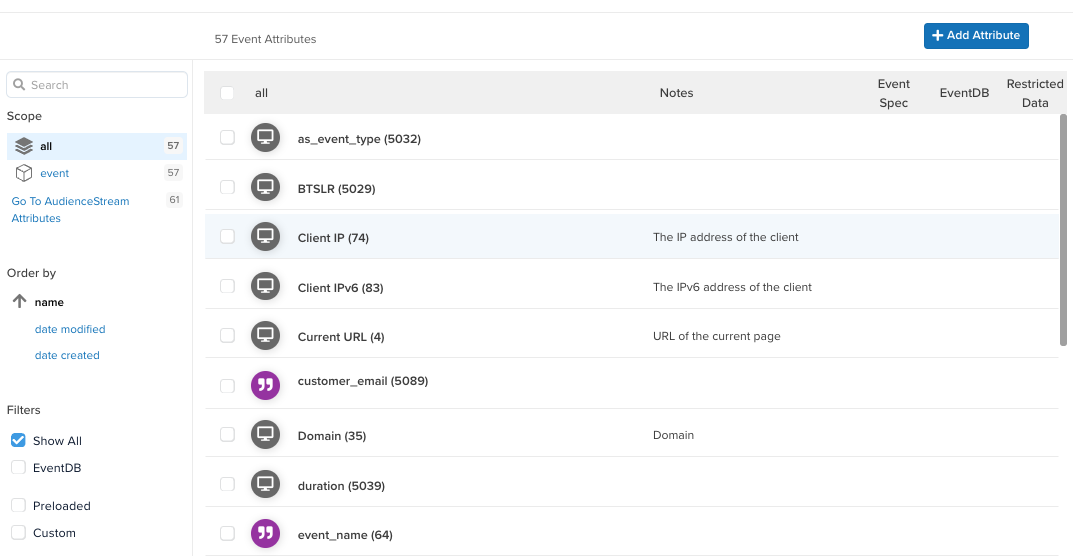 57 Event Attributes
+ Add Attribute
Search
Scope
all 57
event 57
Go To AudienceStream 61
Attributes
Order by
name
date modified
date created
Filters
Show All
EventDB
Preloaded
Custom
all Notes Event Spec EventDB Restricted Data
as_event_type (5032)
BTSLR (5029)
Client IP (74) The IP address of the client
Client IPv6 (83) The IPv6 address of the client
Current URL (4) URL of the current page
customer_email (5089)
Domain (35) Domain
duration (5039)
event_name (64)